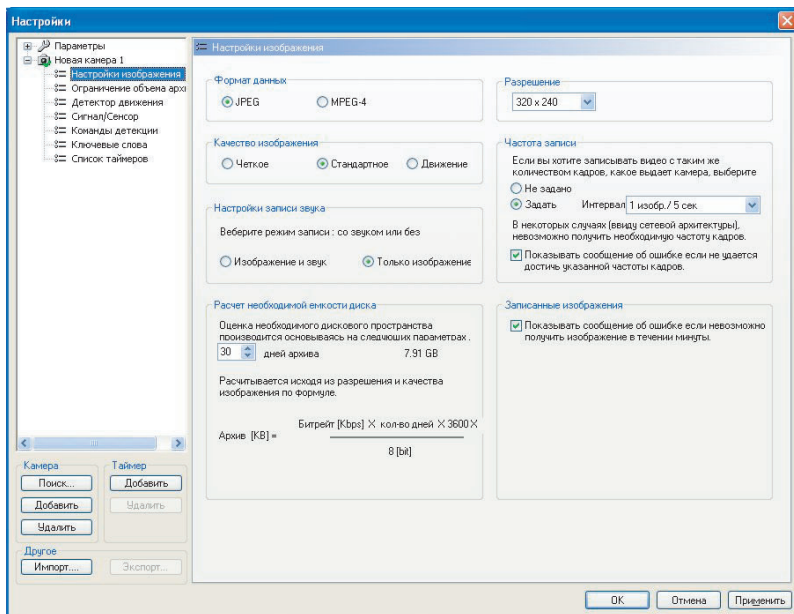 Настройки
Параметры
Новая камера 1
Настройки изображения
Ограничение объена архи
Детектор движения
Сигнал/Сенсор
Команды детекции
Ключевые слова
Список таймеров
Камера
Поиск...
Добавить
Удалить
Таймер
Добавить
Удалить
Другое
Импорт....
Экспорт...
Настройки изображения
Формат данных
JPEG
MPEG-4
Разрешение
320 x 240
Качество изображения
Четкое
Стандартное
Движение
Частота записи
Если вы хотите записывать видео с таким же
количеством кадров, какое выдает камера, выберите
Не задано
Задать
Интервал
1 изобр./ 5 сек
В некоторых случаях (ввиду сетевой архитектуры),
невозможно получить необходимую частоту кадров.
Показывать сообщение об ошибке если не удается
достичь указанной частоты кадров.
Настройки записи звука
Веберите режим записи : со звуком или без
Изображение и звук
Только изображение
Расчет необходимой емкости диска
Оценка необходимого дискового пространства
производится основываясь на следующих параметрах .
30
дней архива
7.91 GB
Расчитывается исходя из разрешения и качества
изображения по формуле.
Архив [KB] =
Битрейт [Kbps] X кол-во дней X 3600 X
8 [bit]
Записанные изображения
Показывать сообщение об ошибке если невозможно
получить изображение в течении минуты.
OK
Отмена
Применить